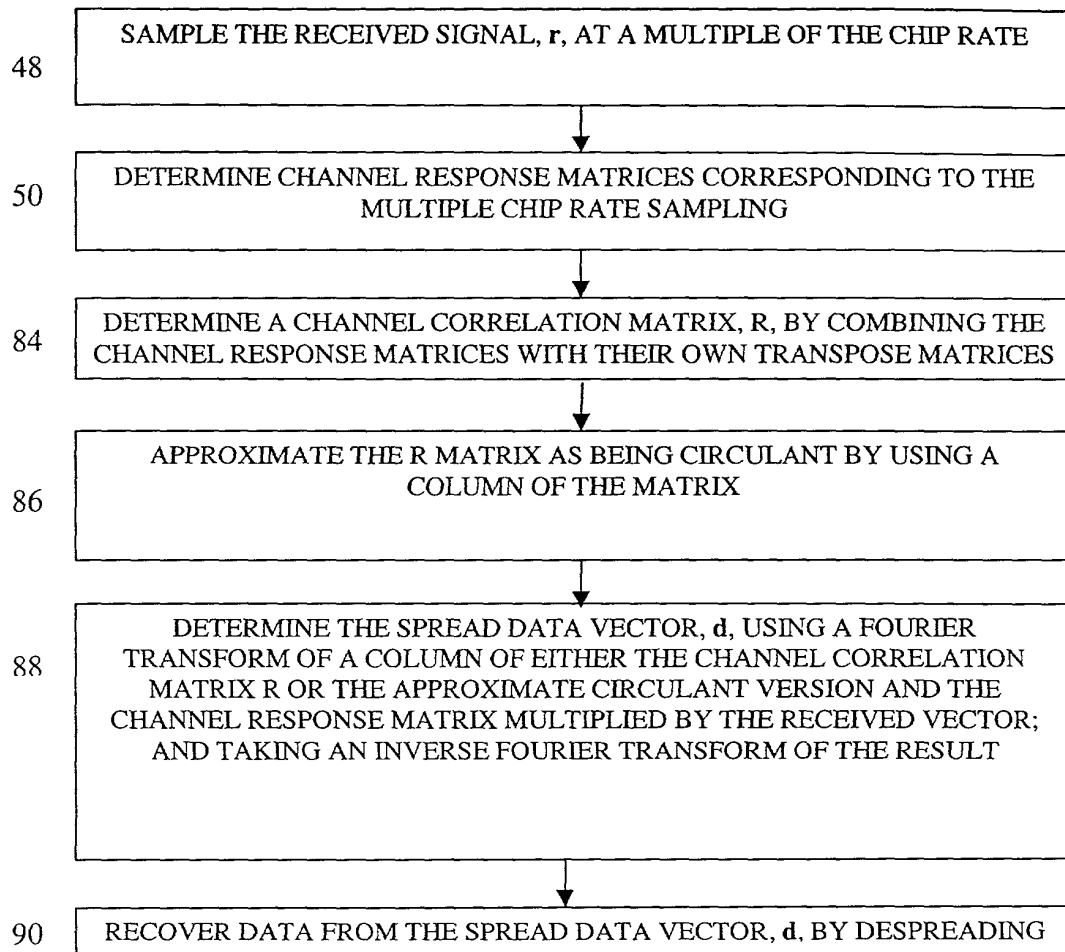 48
SAMPLE THE RECEIVED SIGNAL, r, AT A MULTIPLE OF THE CHIP RATE
50
DETERMINE CHANNEL RESPONSE MATRICES CORRESPONDING TO THE
MULTIPLE CHIP RATE SAMPLING
84
DETERMINE A CHANNEL CORRELATION MATRIX, R, BY COMBINING THE
CHANNEL RESPONSE MATRICES WITH THEIR OWN TRANSPOSE MATRICES
86
APPROXIMATE THE R MATRIX AS BEING CIRCULANT BY USING A
COLUMN OF THE MATRIX
88
DETERMINE THE SPREAD DATA VECTOR, d, USING A FOURIER
TRANSFORM OF A COLUMN OF EITHER THE CHANNEL CORRELATION
MATRIX R OR THE APPROXIMATE CIRCULANT VERSION AND THE
CHANNEL RESPONSE MATRIX MULTIPLIED BY THE RECEIVED VECTOR;
AND TAKING AN INVERSE FOURIER TRANSFORM OF THE RESULT
90
RECOVER DATA FROM THE SPREAD DATA VECTOR, d, BY DESPREADING